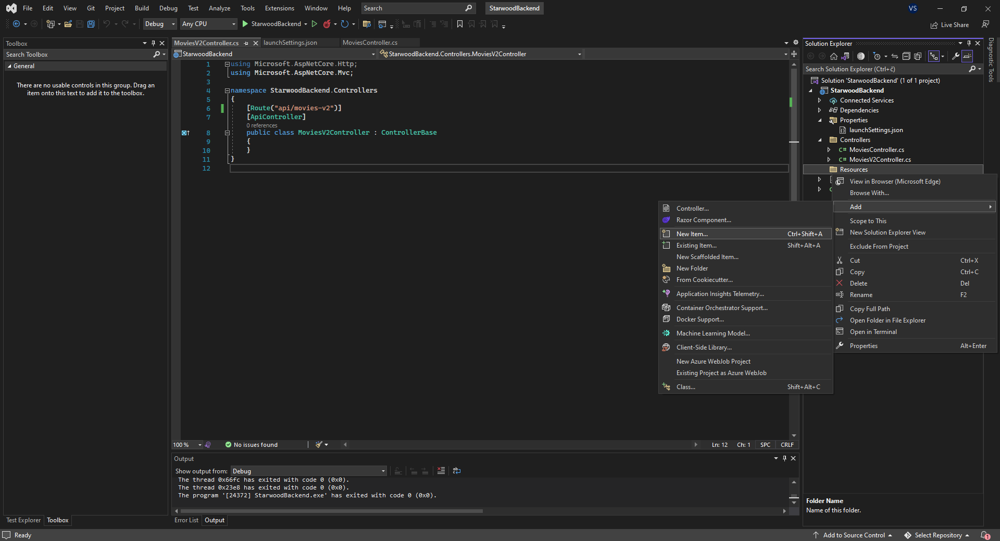 File Edit View Git Project Build Debug Test Analyze Tools Extensions Window Help Search StarwoodBackend VS
Debug Any CPU StarwoodBackend Live Share
Toolbox
Search Toolbox
General
There are no usable controls in this group. Drag an
item onto this text to add it to the toolbox.
Test Explorer Toolbox
MoviesV2Controller.cs launchSettings.json MoviesController.cs
StarwoodBackend StarwoodBackend.Controllers.MoviesV2Controller
1 using Microsoft.AspNetCore.Http;
2 using Microsoft.AspNetCore.Mvc;
3
4 namespace StarwoodBackend.Controllers
5 {
6 [Route("api/movies-v2")]
7 [ApiController]
0 references
8 public class MoviesV2Controller : ControllerBase
9 {
10 }
11 }
12
100 % No issues found Ln: 12 Ch: 1 SPC CRLF
Output
Show output from: Debug
The thread 0x66fc has exited with code 0 (0x0).
The thread 0x23e8 has exited with code 0 (0x0).
The program '[24372] StarwoodBackend.exe' has exited with code 0 (0x0).
Error List Output
Solution Explorer
Search Solution Explorer (Ctrl+č)
Solution 'StarwoodBackend' (1 of 1 project)
StarwoodBackend
Connected Services
Dependencies
Properties
launchSettings.json
Controllers
C# MoviesController.cs
C# MoviesV2Controller.cs
Resources
View in Browser (Microsoft Edge)
Browse With...
Add
Scope to This
New Solution Explorer View
Exclude From Project
Cut Ctrl+X
Copy Ctrl+C
Delete Del
Rename F2
Copy Full Path
Open Folder in File Explorer
Open in Terminal
Properties Alt+Enter
Controller...
Razor Component...
New Item... Ctrl+Shift+A
Existing Item... Shift+Alt+A
New Scaffolded Item...
New Folder
From Cookiecutter...
Application Insights Telemetry...
Container Orchestrator Support...
Docker Support...
Machine Learning Model...
Client-Side Library...
New Azure WebJob Project
Existing Project as Azure WebJob
Class... Shift+Alt+C
Folder Name
Name of this folder.
Diagnostic Tools
Ready Add to Source Control Select Repository 1